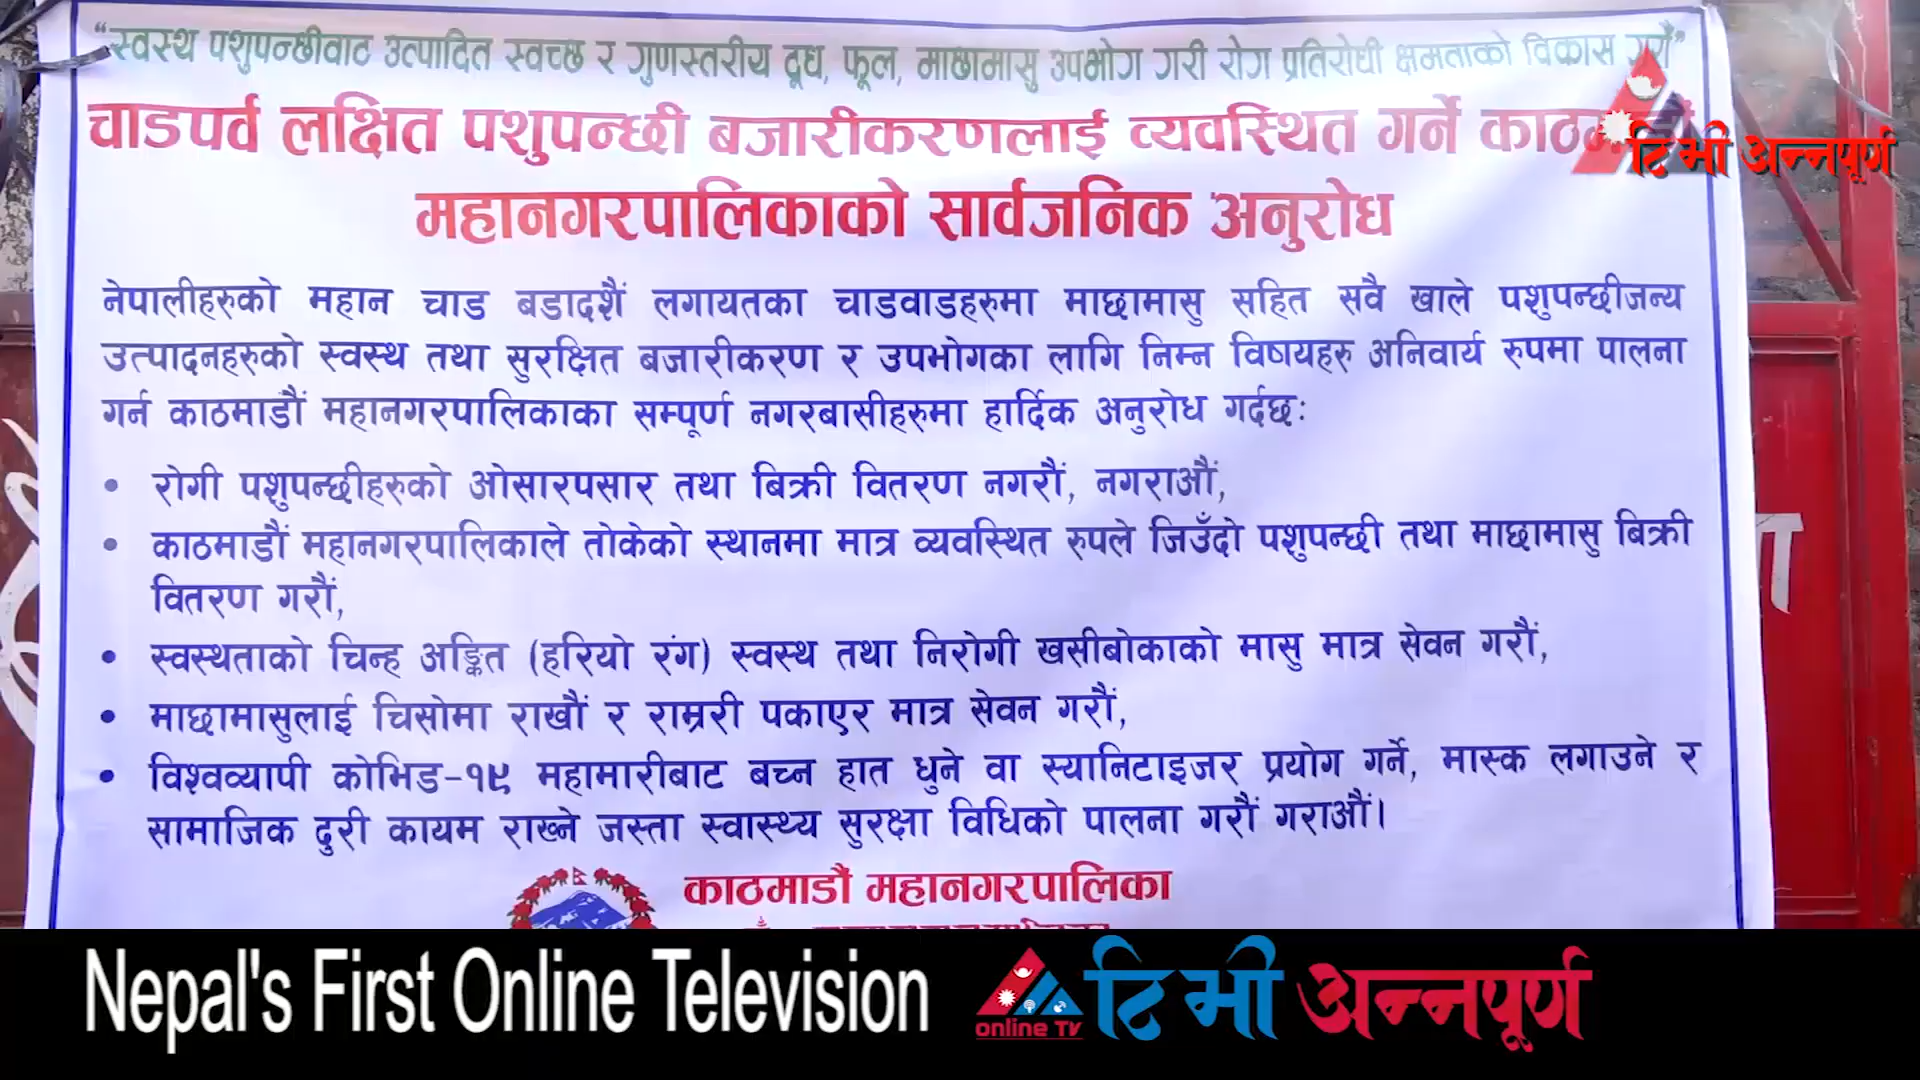 “स्वस्थ पशुपन्छीवाट उत्पादित स्वच्छ र गुणस्तरीय दूध, फूल, माछामासु उपभोग गरी रोग प्रतिरोधी क्षमताको विकास गरौं”
चाडपर्व लक्षित पशुपन्छी बजारीकरणलाई व्यवस्थित गर्ने
टि भी अन्नपूर्ण
महानगरपालिकाको सार्वजनिक अनुरोध
नेपालीहरुको महान चाड बडादशैं लगायतका चाडवाडहरुमा माछामासु सहित सवै खाले पशुपन्छीजन्य
उत्पादनहरुको स्वस्थ तथा सुरक्षित बजारीकरण र उपभोगका लागि निम्न विषयहरु अनिवार्य रुपमा पालना
गर्न काठमाडौं महानगरपालिकाका सम्पूर्ण नगरबासीहरुमा हार्दिक अनुरोध गर्दछः
• रोगी पशुपन्छीहरुको ओसारपसार तथा बिक्री वितरण नगरौं, नगराऔं,
• काठमाडौं महानगरपालिकाले तोकेको स्थानमा मात्र व्यवस्थित रुपले जिउँदो पशुपन्छी तथा माछामासु बिक्री
वितरण गरौं,
• स्वस्थताको चिन्ह अङ्कित (हरियो रंग) स्वस्थ तथा निरोगी खसीबोकाको मासु मात्र सेवन गरौं,
• माछामासुलाई चिसोमा राखौं र राम्ररी पकाएर मात्र सेवन गरौं,
• विश्वव्यापी कोभिड-१९ महामारीबाट बच्न हात धुने वा स्यानिटाइजर प्रयोग गर्ने, मास्क लगाउने र
सामाजिक दुरी कायम राख्ने जस्ता स्वास्थ्य सुरक्षा विधिको पालना गरौं गराऔं।
काठमाडौं महानगरपालिका
Nepal's First Online Television
online TV
टि भी अन्नपूर्ण